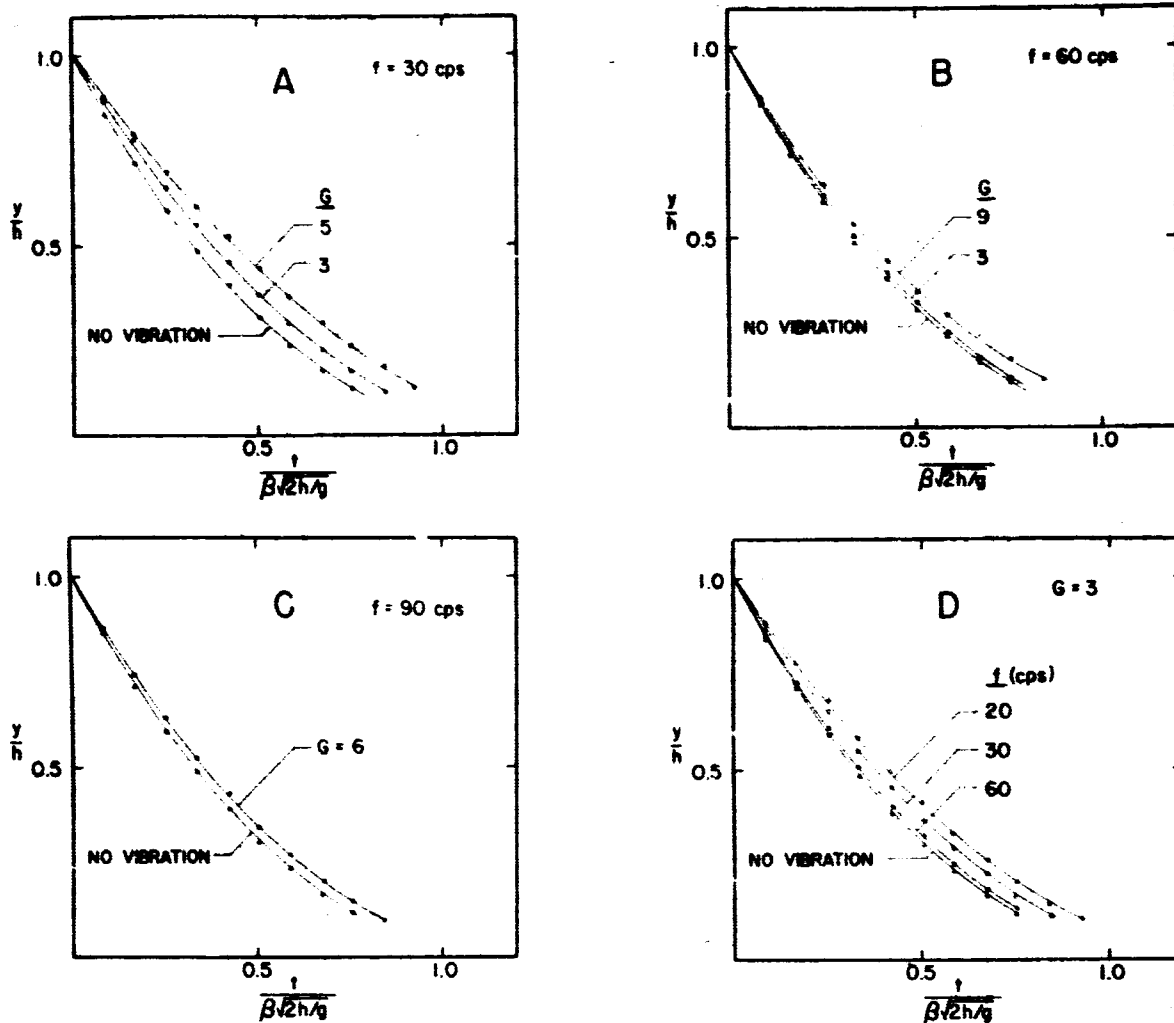 A
f = 30 cps
1.0
0.5
y/h
G
5
3
NO VIBRATION
0.5
1.0
t
β√2h/g
B
f = 60 cps
1.0
0.5
y/h
G
9
3
NO VIBRATION
0.5
1.0
t
β√2h/g
C
f = 90 cps
1.0
0.5
y/h
G = 6
NO VIBRATION
0.5
1.0
t
β√2h/g
D
G = 3
1.0
0.5
y/h
f (cps)
20
30
60
NO VIBRATION
0.5
1.0
t
β√2h/g